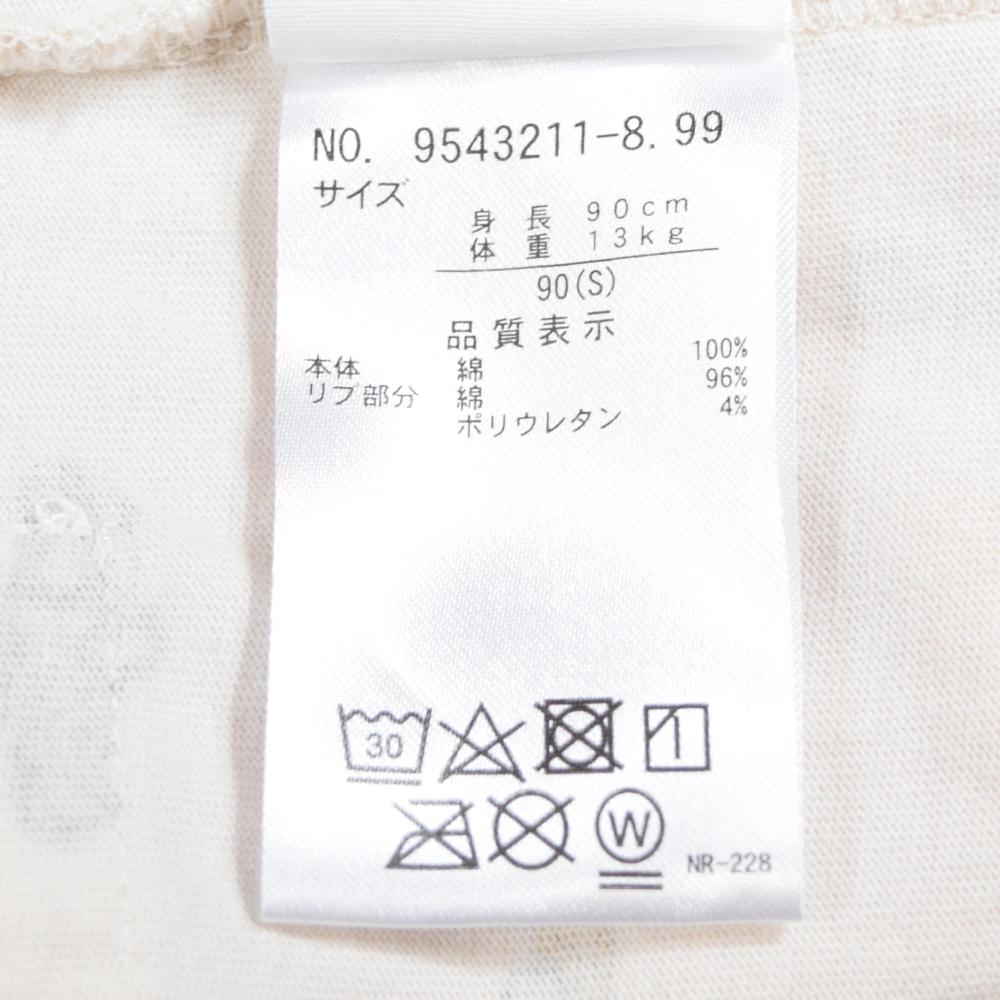 NO. 9543211-8.99
サイズ
身長 90cm
体重 13kg
90(S)
品質表示
本体 綿 100%
リブ部分 綿 96%
ポリウレタン 4%
30
W
NR-228